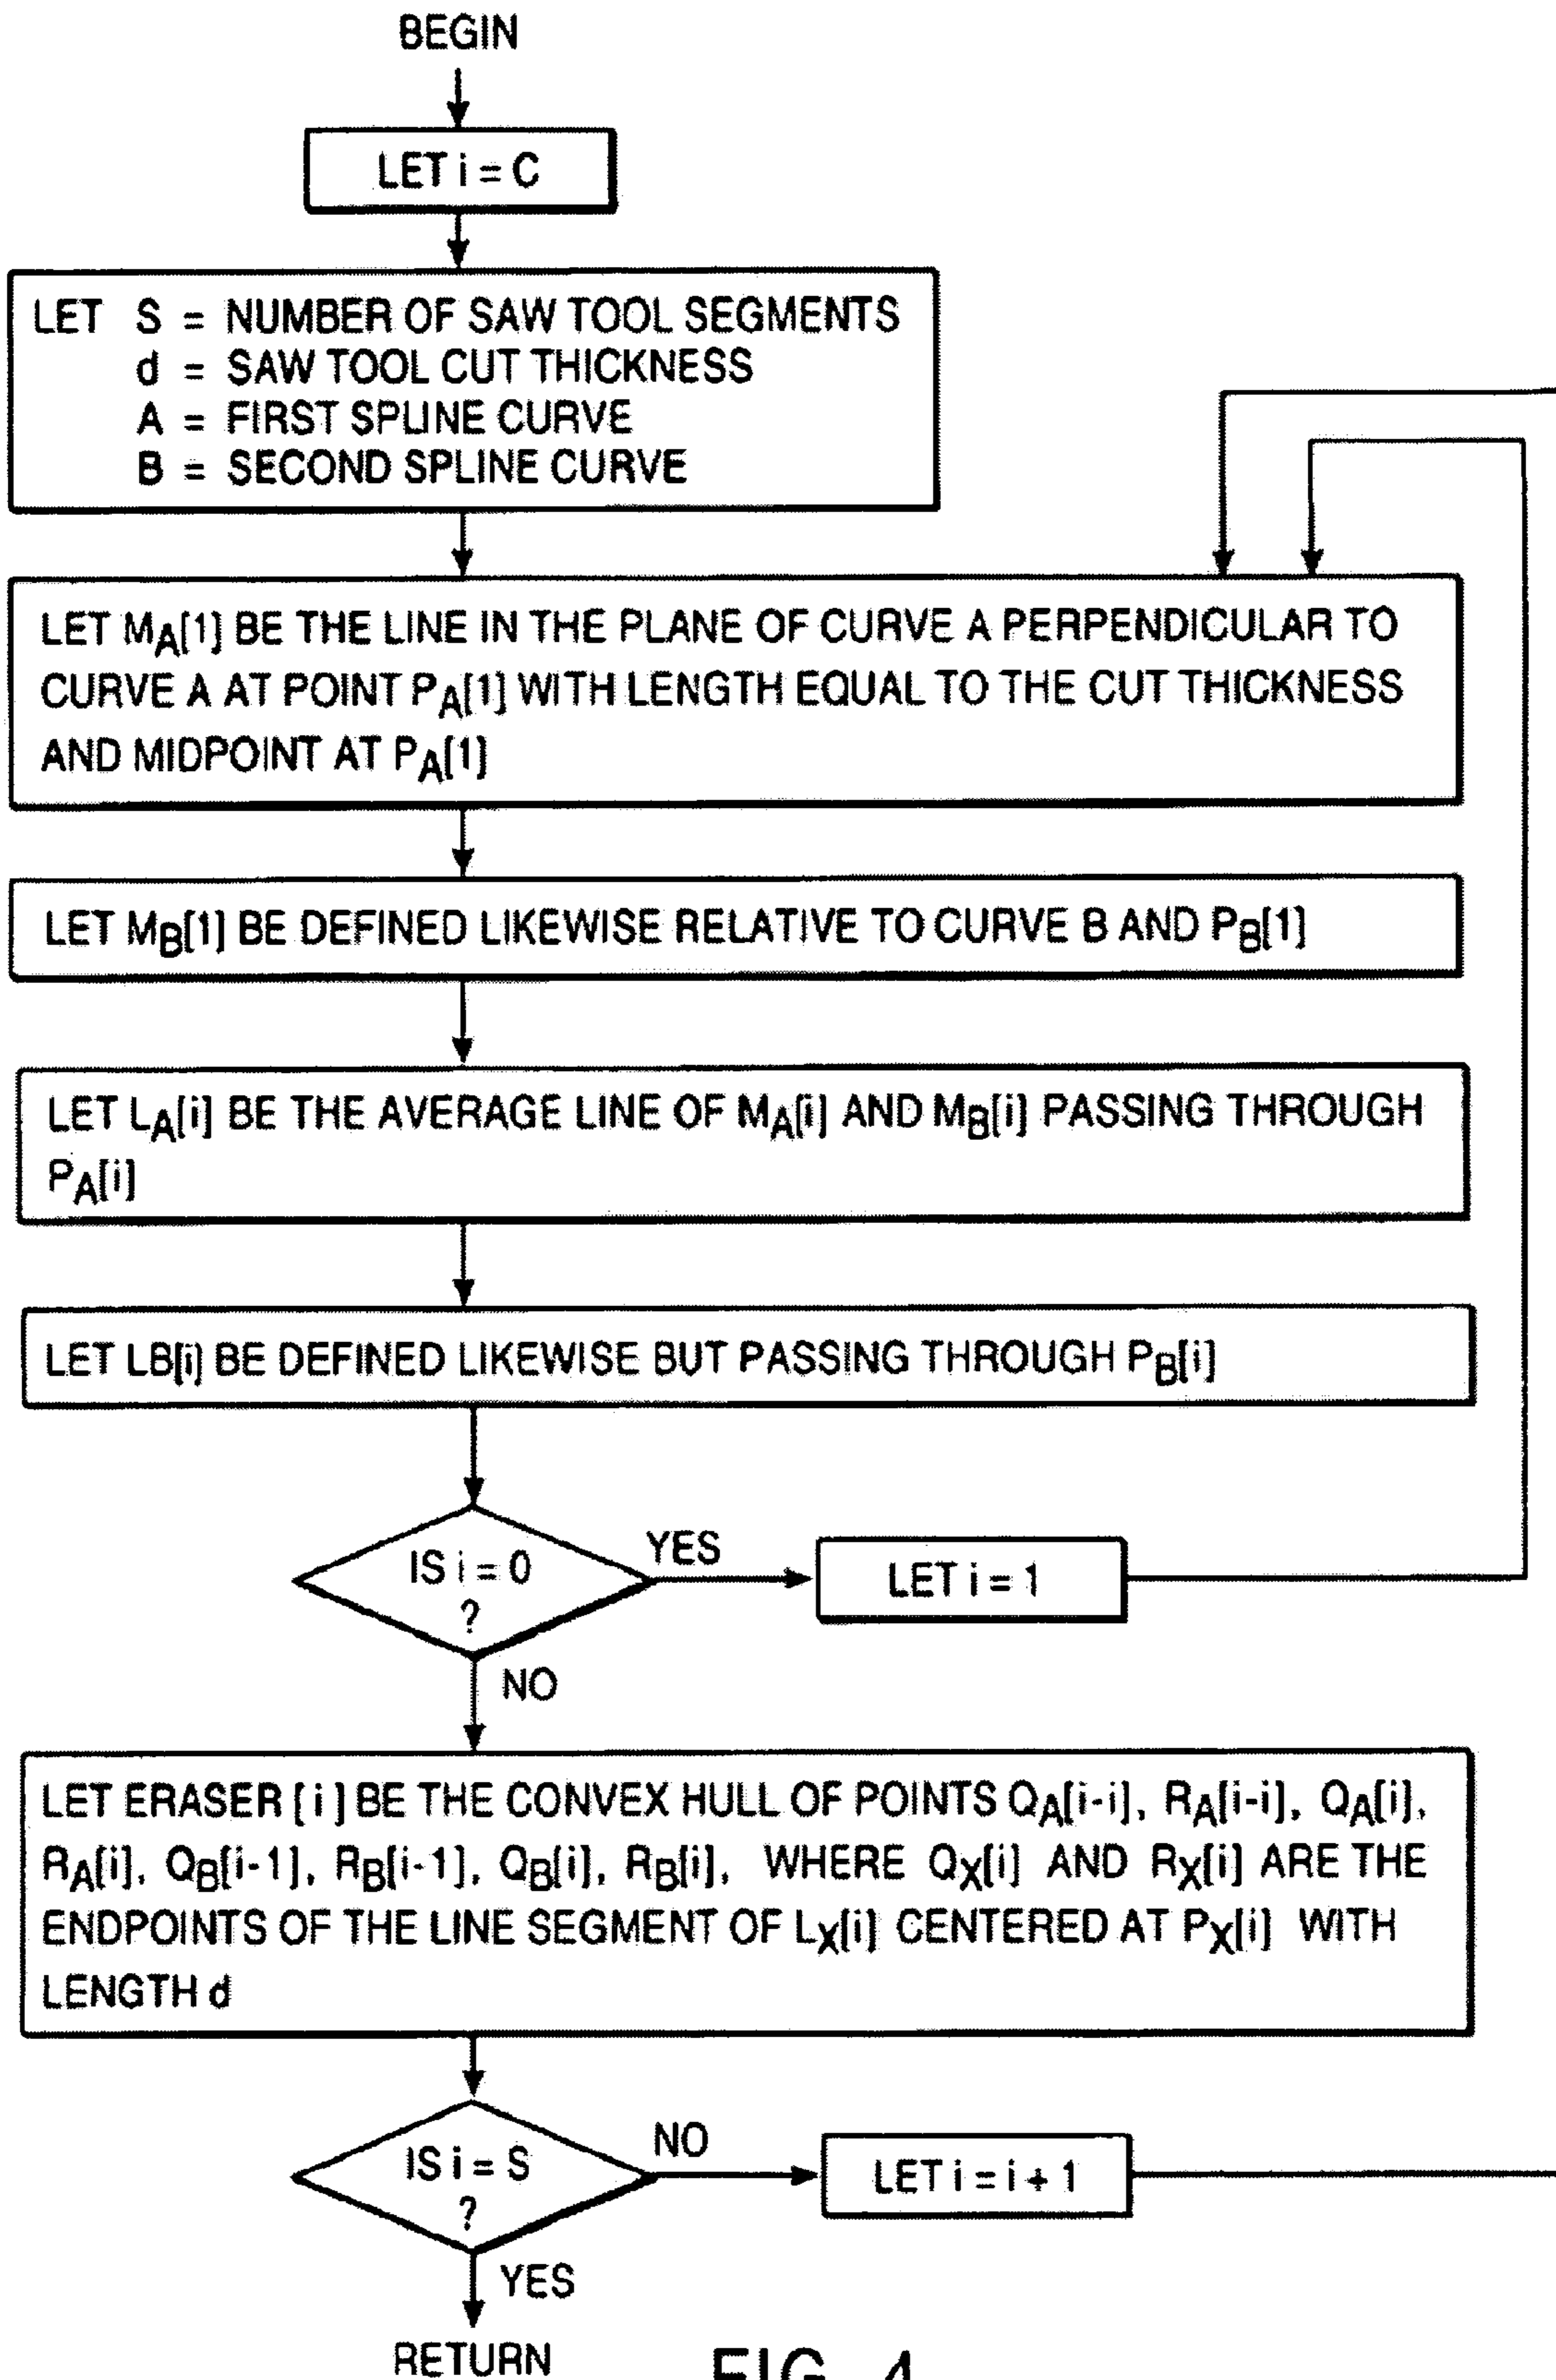 BEGIN
LET i = C
LET S = NUMBER OF SAW TOOL SEGMENTS
d = SAW TOOL CUT THICKNESS
A = FIRST SPLINE CURVE
B = SECOND SPLINE CURVE
LET MA[1] BE THE LINE IN THE PLANE OF CURVE A PERPENDICULAR TO
CURVE A AT POINT PA[1] WITH LENGTH EQUAL TO THE CUT THICKNESS
AND MIDPOINT AT PA[1]
LET MB[1] BE DEFINED LIKEWISE RELATIVE TO CURVE B AND PB[1]
LET LA[i] BE THE AVERAGE LINE OF MA[i] AND MB[i] PASSING THROUGH
PA[i]
LET LB[i] BE DEFINED LIKEWISE BUT PASSING THROUGH PB[i]
IS i = 0
?
YES
LET i = 1
NO
LET ERASER [i] BE THE CONVEX HULL OF POINTS QA[i-i], RA[i-i], QA[i],
RA[i], QB[i-1], RB[i-1], QB[i], RB[i], WHERE QX[i] AND RX[i] ARE THE
ENDPOINTS OF THE LINE SEGMENT OF LX[i] CENTERED AT PX[i] WITH
LENGTH d
IS i = S
?
NO
LET i = i + 1
YES
RETURN
FIG. 4